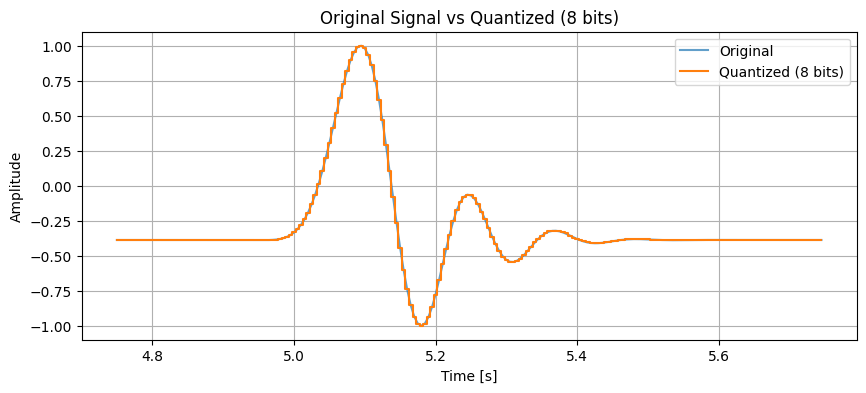 Original Signal vs Quantized (8 bits)
Original
Quantized (8 bits)
Amplitude
1.00
0.75
0.50
0.25
0.00
−0.25
−0.50
−0.75
−1.00
4.8 5.0 5.2 5.4 5.6
Time [s]